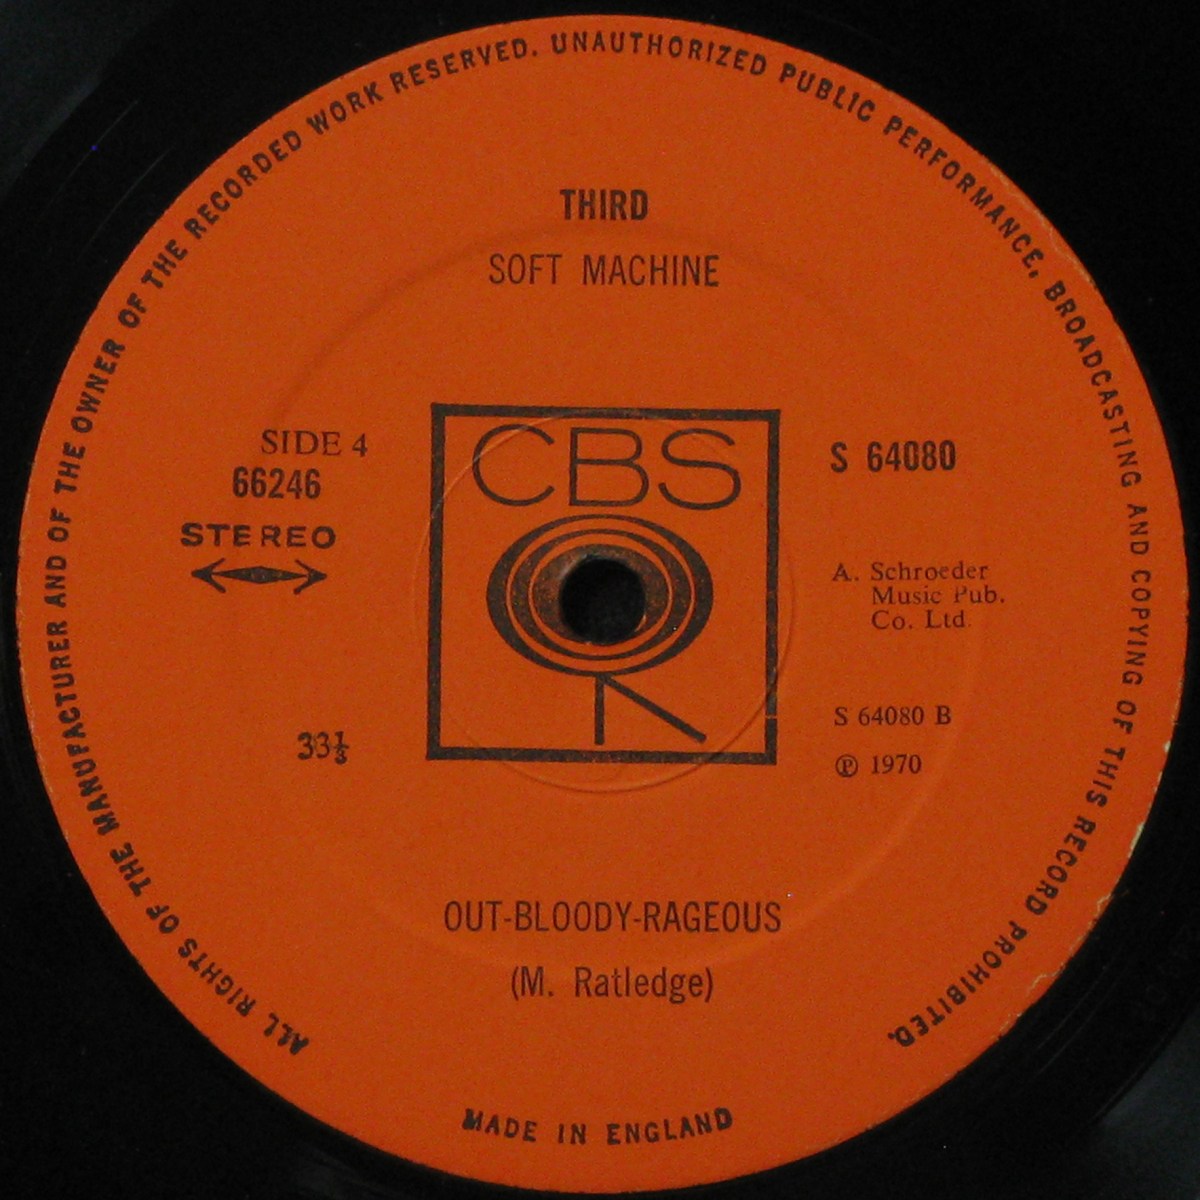 ALL RIGHTS OF THE MANUFACTURER AND OF THE OWNER OF THE RECORDED WORK RESERVED. UNAUTHORIZED PUBLIC PERFORMANCE, BROADCASTING AND COPYING OF THIS RECORD PROHIBITED.
THIRD
SOFT MACHINE
CBS
SIDE 4
66246
STEREO
33⅓
S 64080
A. Schroeder
Music Pub.
Co. Ltd
S 64080 B
℗ 1970
OUT-BLOODY-RAGEOUS
(M. Ratledge)
MADE IN ENGLAND